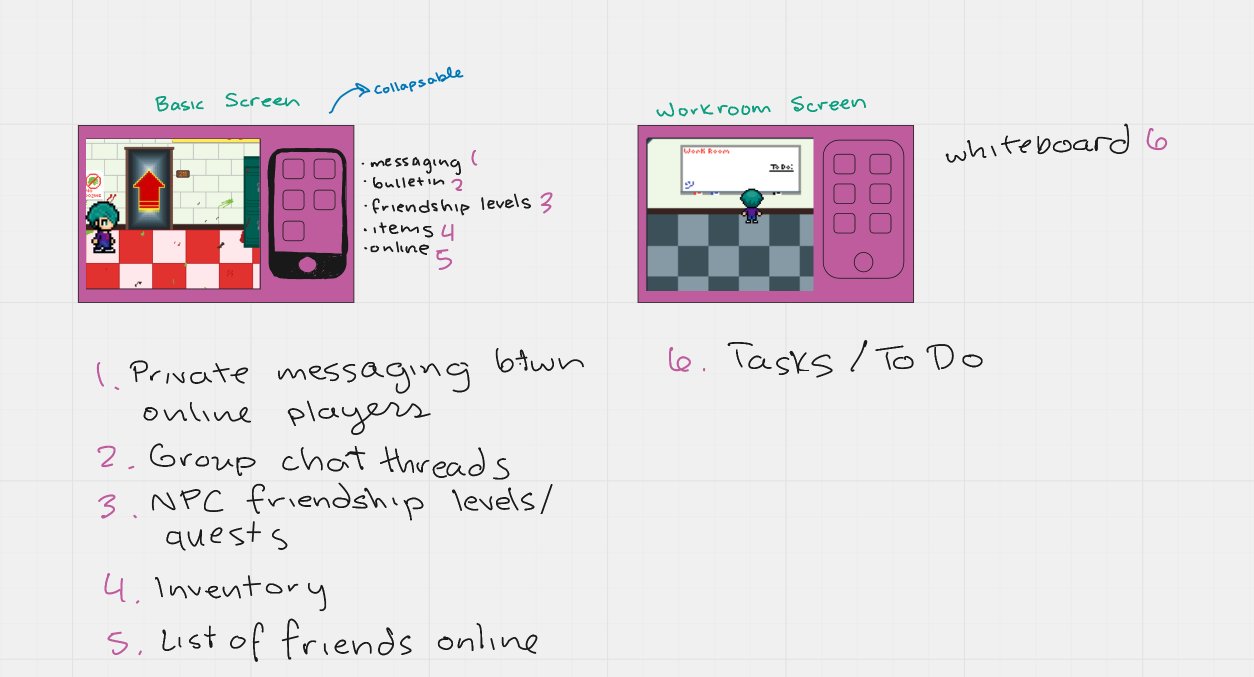 Basic Screen
collapsable
• messaging 1
• bulletin 2
• friendship levels 3
• items 4
• online 5
Workroom Screen
Work Room
To Do:
whiteboard 6
1. Private messaging btwn
online players
2. Group chat threads
3. NPC friendship levels/
quests
4. Inventory
5. List of friends online
6. Tasks / To Do